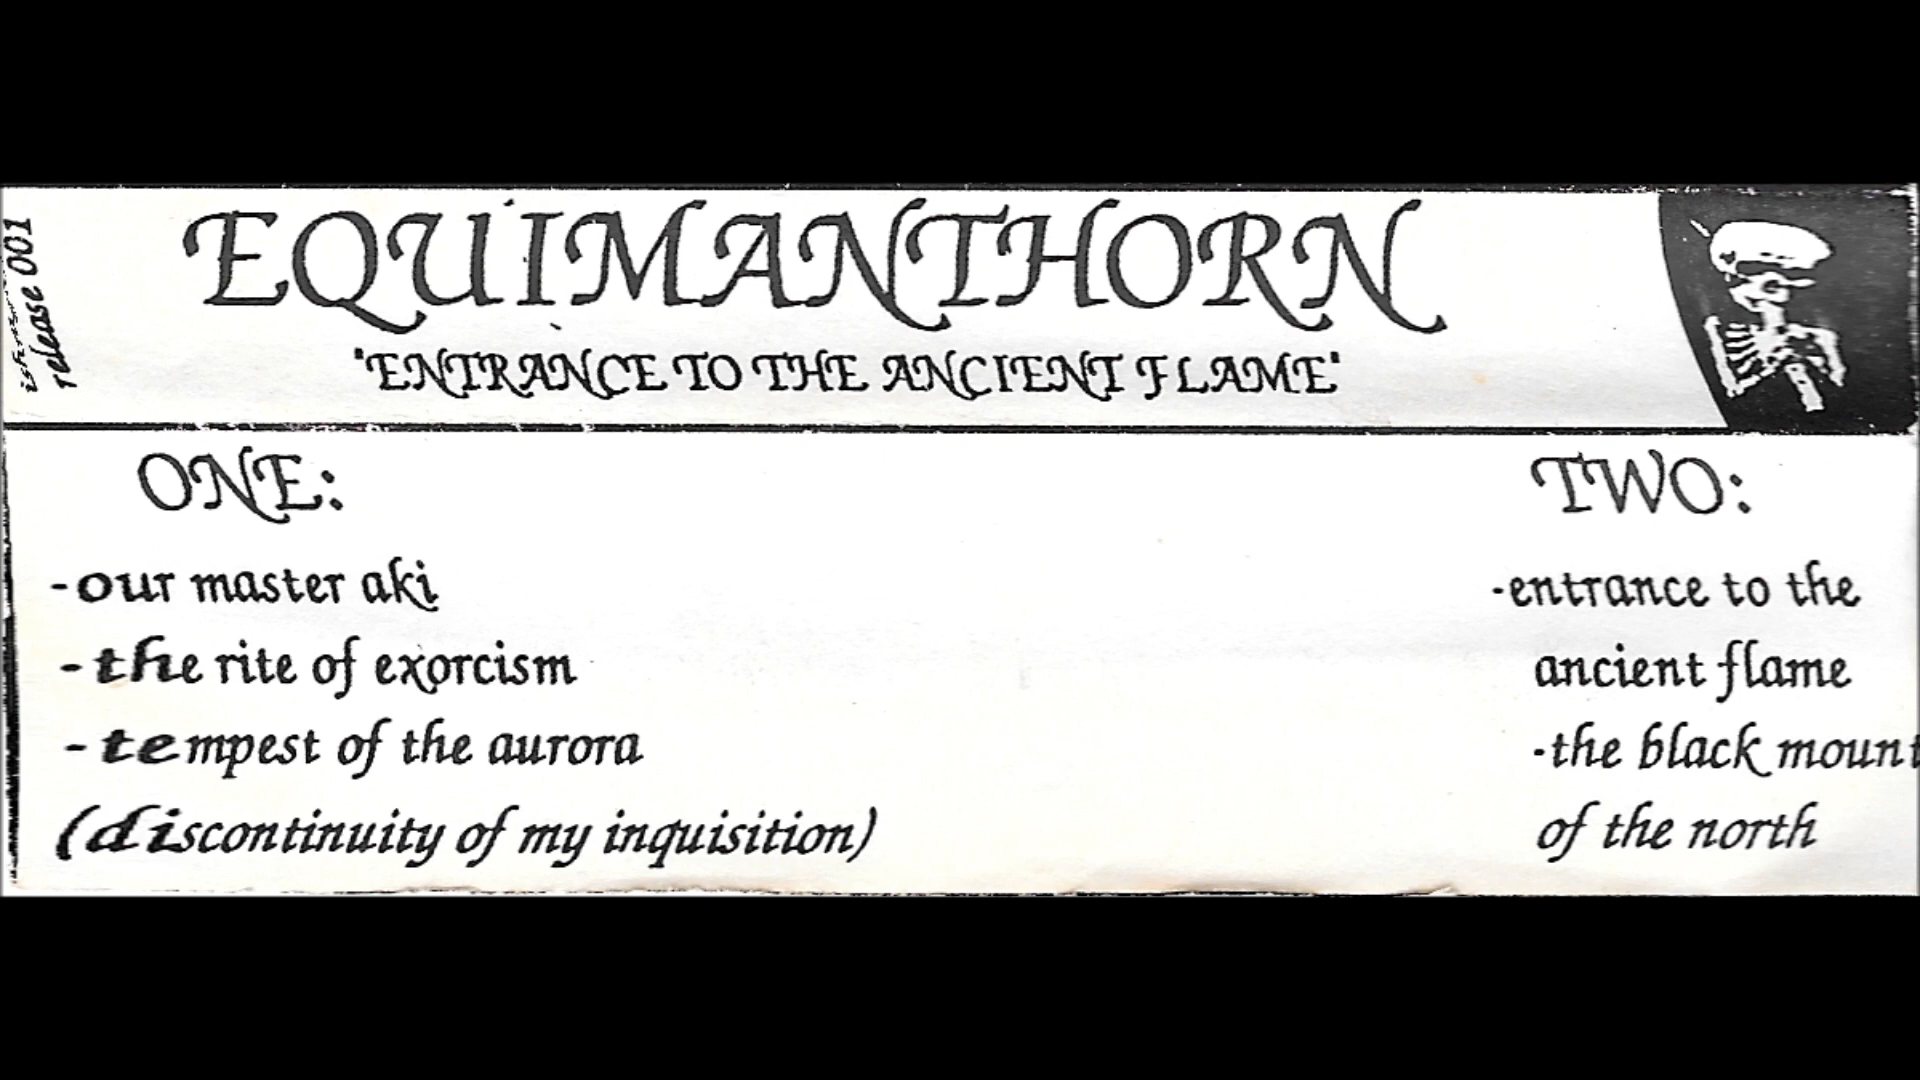 release 001
EQUIMANTHORN
"ENTRANCE TO THE ANCIENT FLAME"
ONE:
-our master aki
-the rite of exorcism
-tempest of the aurora
(discontinuity of my inquisition)
TWO:
-entrance to the
ancient flame
-the black mount
of the north